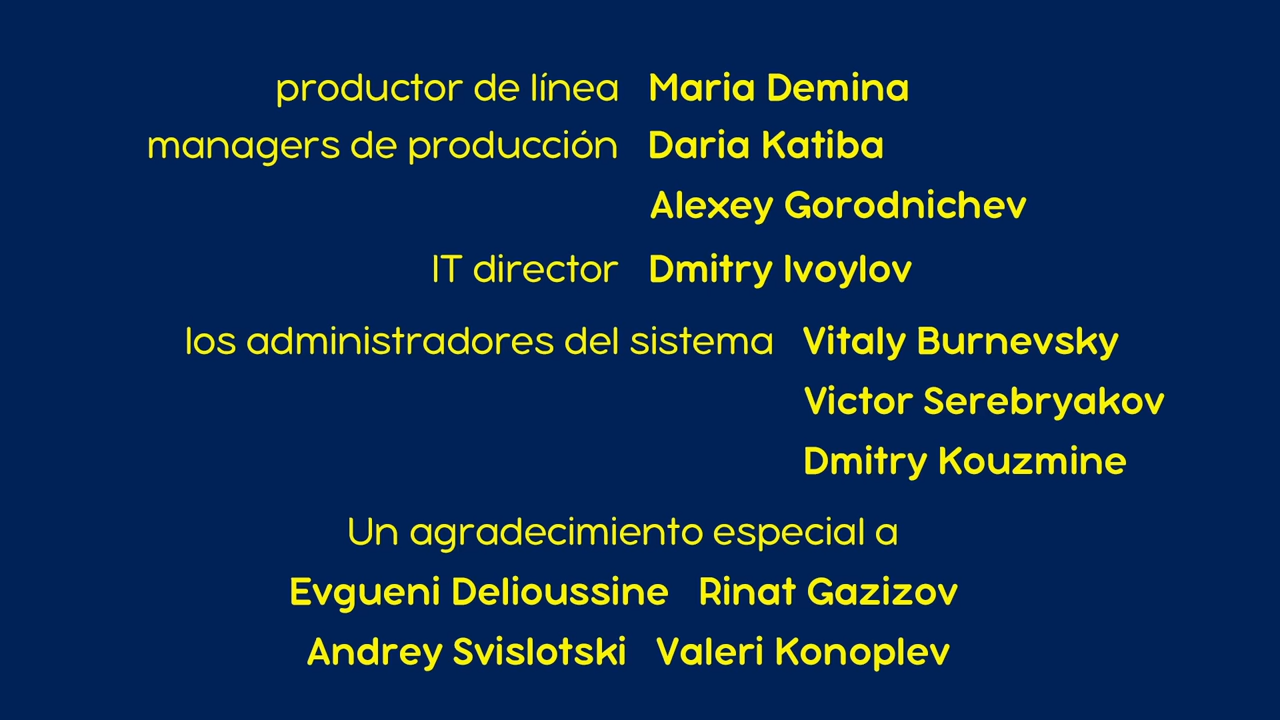 productor de línea Maria Demina
managers de producción Daria Katiba
Alexey Gorodnichev
IT director Dmitry Ivoylov
los administradores del sistema Vitaly Burnevsky
Victor Serebryakov
Dmitry Kouzmine
Un agradecimiento especial a
Evgueni Delioussine Rinat Gazizov
Andrey Svislotski Valeri Konoplev